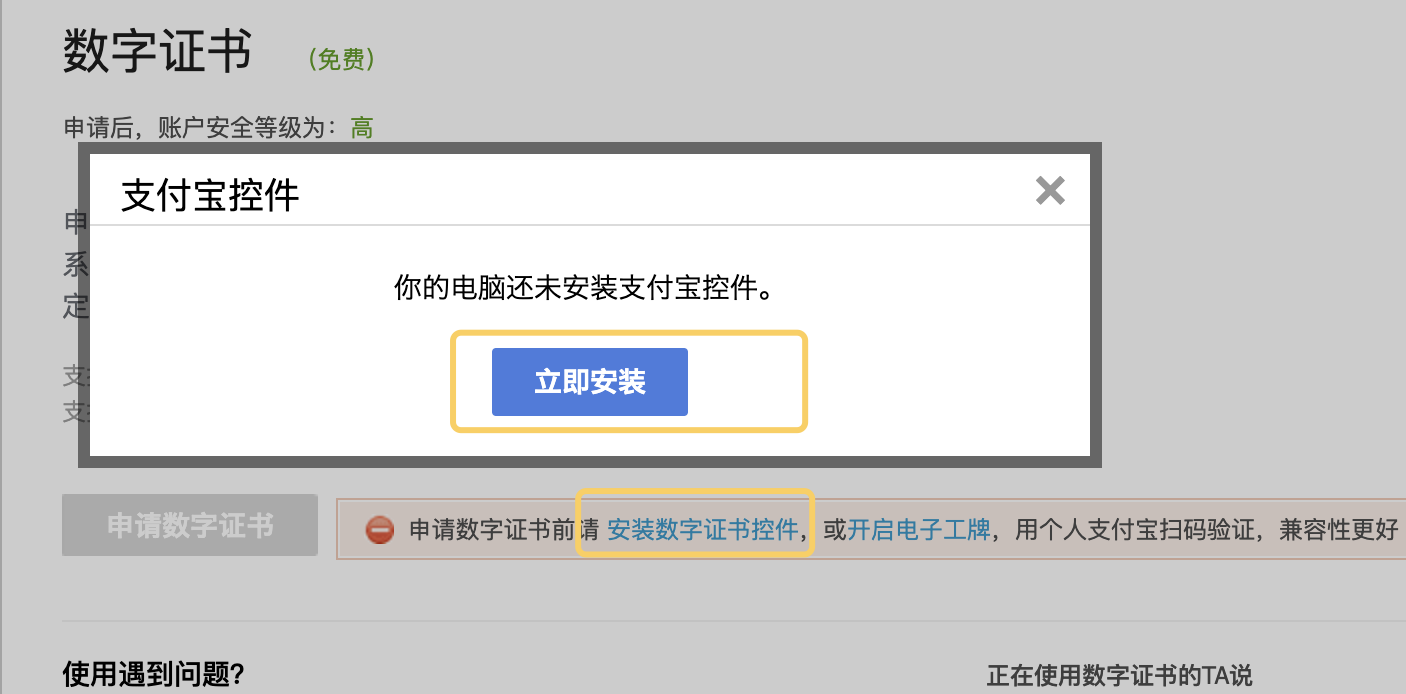 数字证书 (免费)
申请后，账户安全等级为：高
支付宝控件
申
系
你的电脑还未安装支付宝控件。
定
立即安装
支
支
申请数字证书
申请数字证书前请 安装数字证书控件，或开启电子工牌，用个人支付宝扫码验证，兼容性更好
使用遇到问题?
正在使用数字证书的TA说